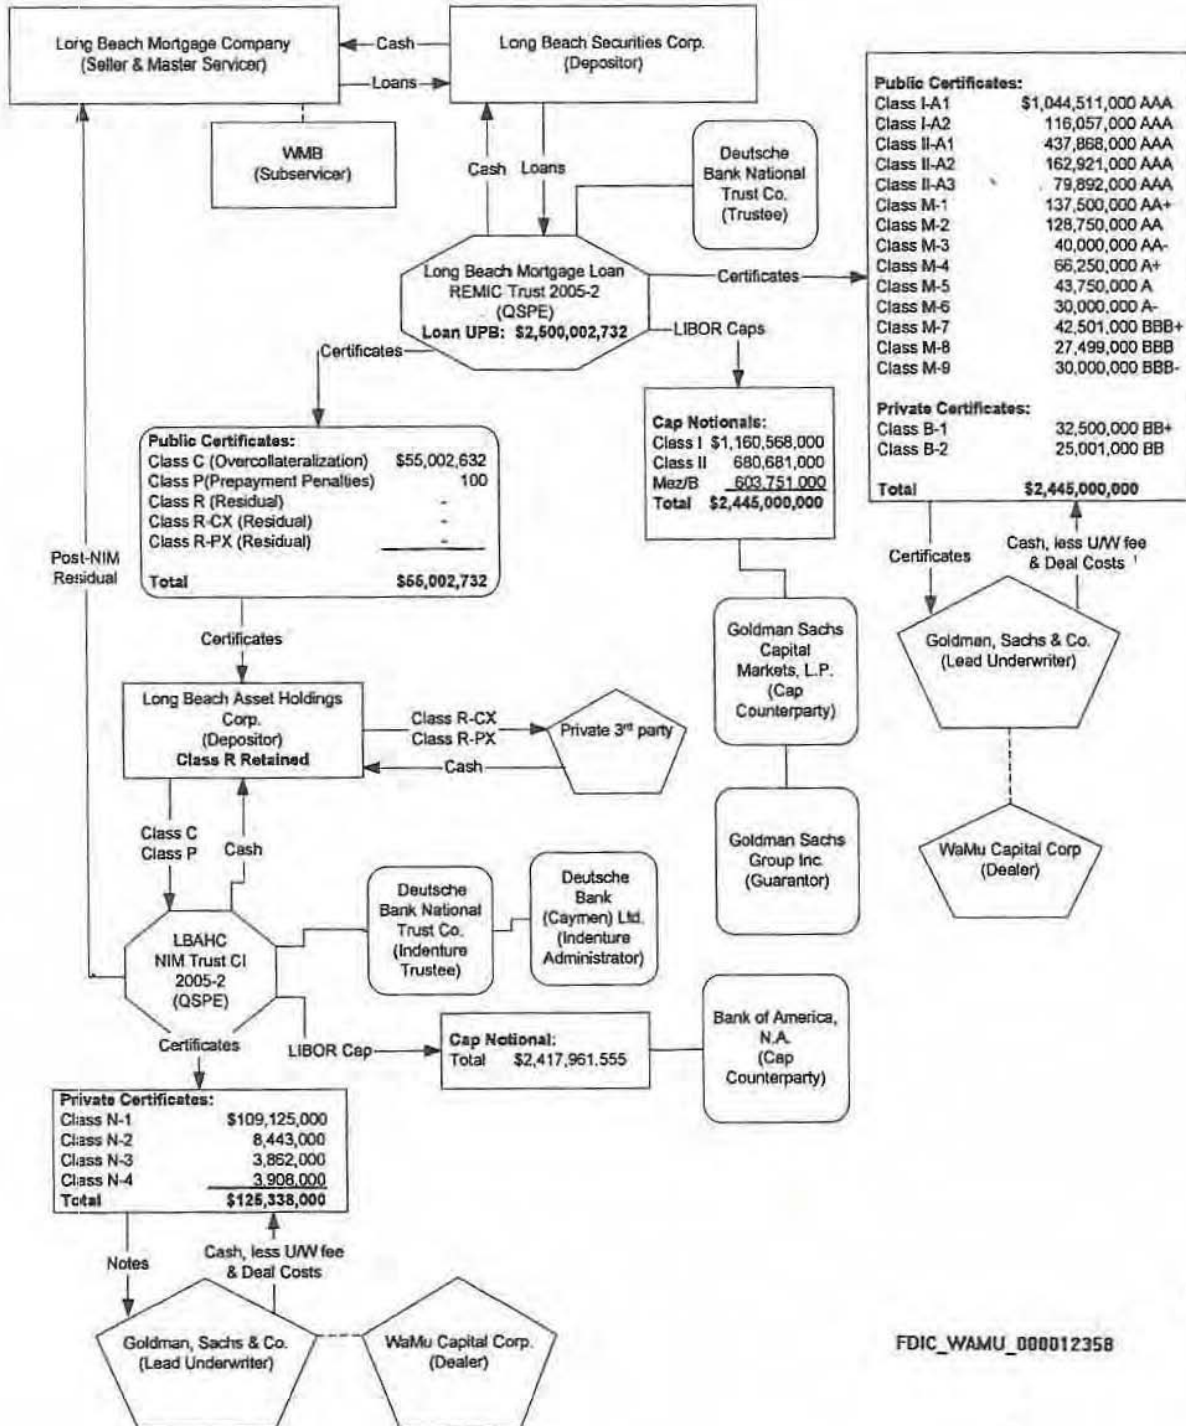 Long Beach Mortgage Company
(Seller & Master Servicer)
Cash
Loans
Long Beach Securities Corp.
(Depositor)
WMB
(Subservicer)
Cash
Loans
Deutsche
Bank National
Trust Co.
(Trustee)
Long Beach Mortgage Loan
REMIC Trust 2005-2
(QSPE)
Loan UPB: $2,500,002,732
Certificates
Public Certificates:
Class I-A1 $1,044,511,000 AAA
Class I-A2 116,057,000 AAA
Class II-A1 437,868,000 AAA
Class II-A2 162,921,000 AAA
Class II-A3 79,892,000 AAA
Class M-1 137,500,000 AA+
Class M-2 128,750,000 AA
Class M-3 40,000,000 AA-
Class M-4 66,250,000 A+
Class M-5 43,750,000 A
Class M-6 30,000,000 A-
Class M-7 42,501,000 BBB+
Class M-8 27,499,000 BBB
Class M-9 30,000,000 BBB-
Private Certificates:
Class B-1 32,500,000 BB+
Class B-2 25,001,000 BB
Total $2,445,000,000
LIBOR Caps
Certificates
Cap Notionals:
Class I $1,160,568,000
Class II 680,681,000
Mez/B 603,751,000
Total $2,445,000,000
Public Certificates:
Class C (Overcollateralization) $55,002,632
Class P(Prepayment Penalties) 100
Class R (Residual) -
Class R-CX (Residual) -
Class R-PX (Residual) -
Total $55,002,732
Post-NIM
Residual
Certificates
Cash, less U/W fee
& Deal Costs
Goldman, Sachs & Co.
(Lead Underwriter)
WaMu Capital Corp
(Dealer)
Goldman Sachs
Capital
Markets, L.P.
(Cap
Counterparty)
Goldman Sachs
Group Inc.
(Guarantor)
Certificates
Long Beach Asset Holdings
Corp.
(Depositor)
Class R Retained
Class R-CX
Class R-PX
Cash
Private 3rd party
Class C
Class P
Cash
LBAHC
NIM Trust CI
2005-2
(QSPE)
Deutsche
Bank National
Trust Co.
(Indenture
Trustee)
Deutsche
Bank
(Caymen) Ltd.
(Indenture
Administrator)
Certificates
LIBOR Cap
Cap Notional:
Total $2,417,961,555
Bank of America,
N.A.
(Cap
Counterparty)
Private Certificates:
Class N-1 $109,125,000
Class N-2 8,443,000
Class N-3 3,862,000
Class N-4 3,908,000
Total $125,338,000
Notes
Cash, less U/W fee
& Deal Costs
Goldman, Sachs & Co.
(Lead Underwriter)
WaMu Capital Corp.
(Dealer)
FDIC_WAMU_000012358